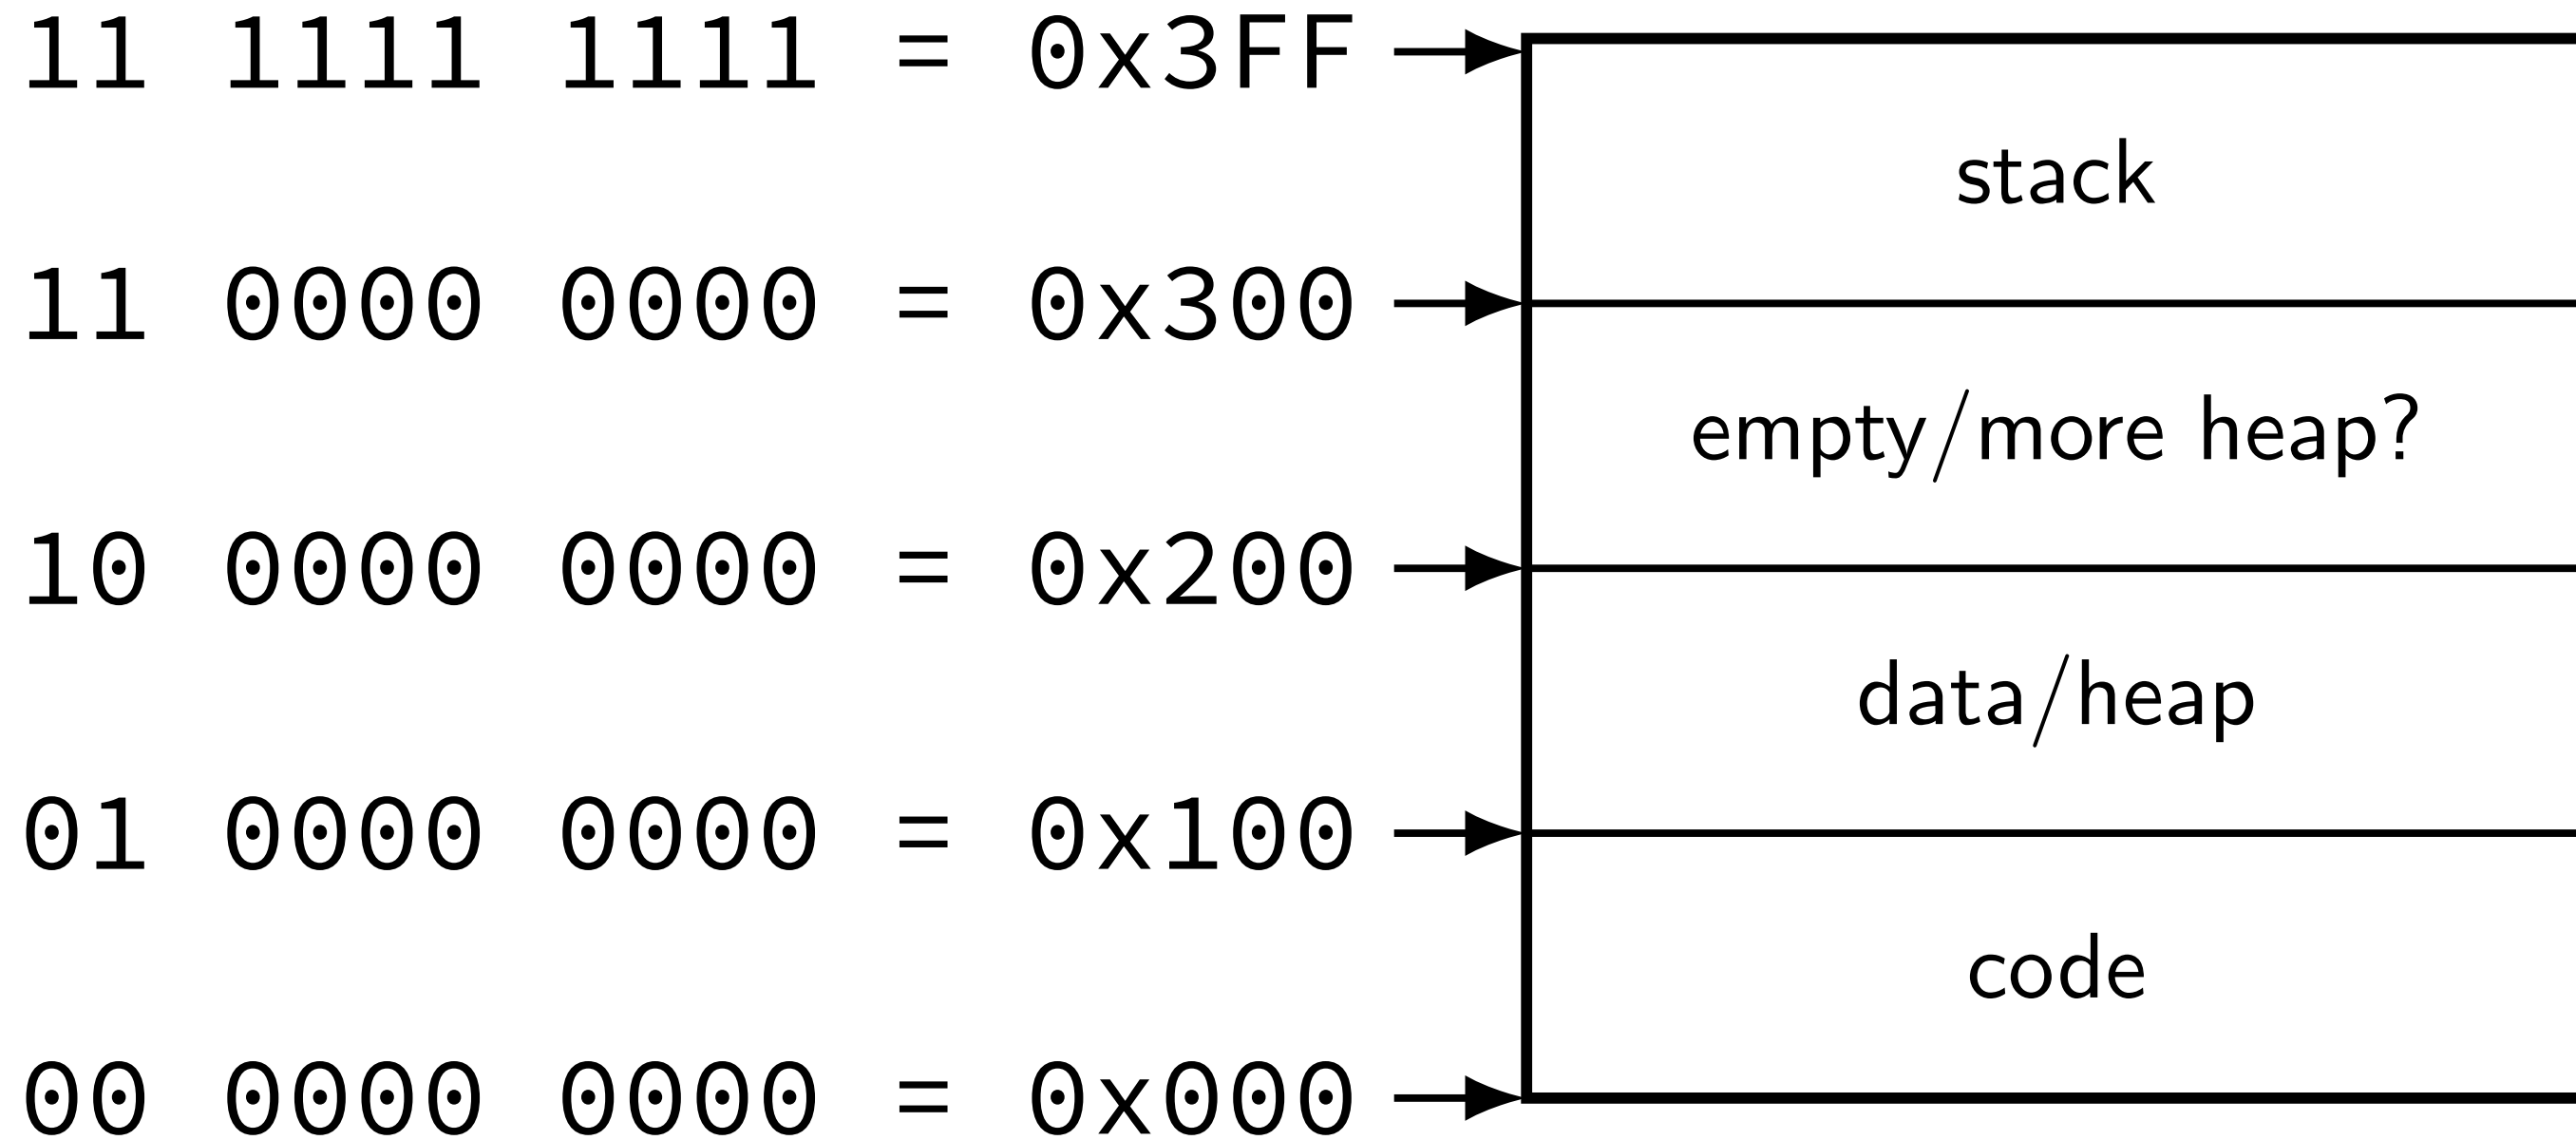 11 1111 1111 = 0x3FF
stack
11 0000 0000 = 0x300
empty/more heap?
10 0000 0000 = 0x200
data/heap
01 0000 0000 = 0x100
code
00 0000 0000 = 0x000